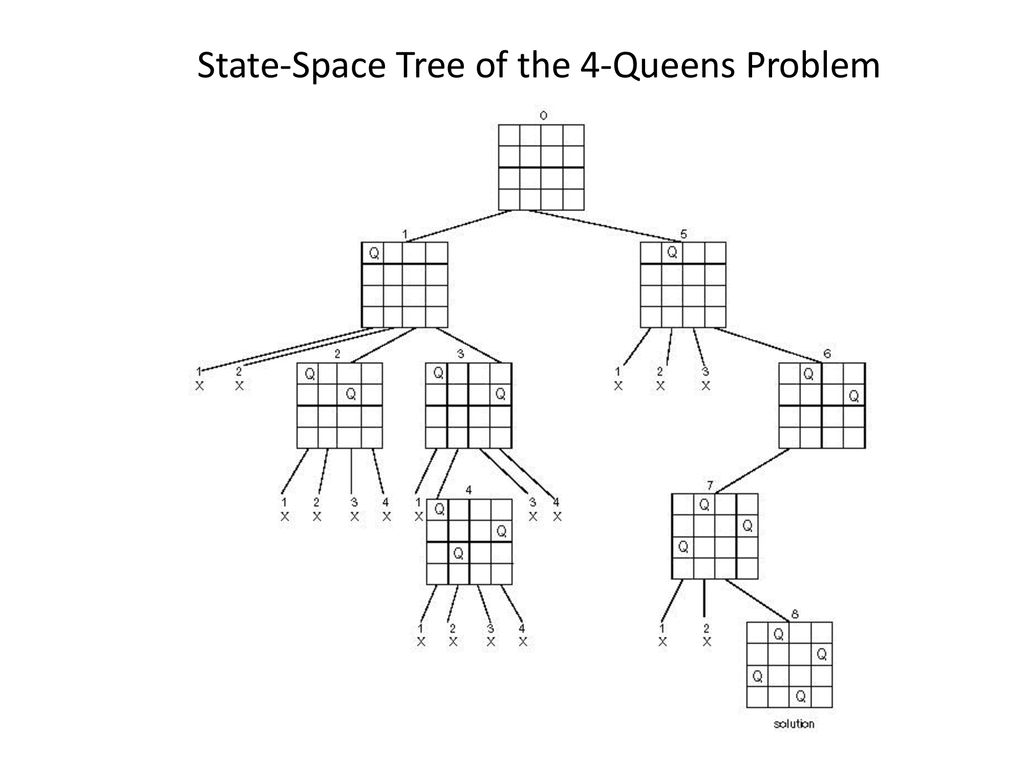 State-Space Tree of the 4-Queens Problem
0
1 5
Q Q
1 2 2 3 1 2 3 6
X X Q Q X X X Q
Q Q Q
1 2 3 4 1 4 3 4 7
X X X X X Q X X Q
Q Q
Q Q
1 2 3 4 1 2 8
X X X X X X Q
Q
Q
Q
solution